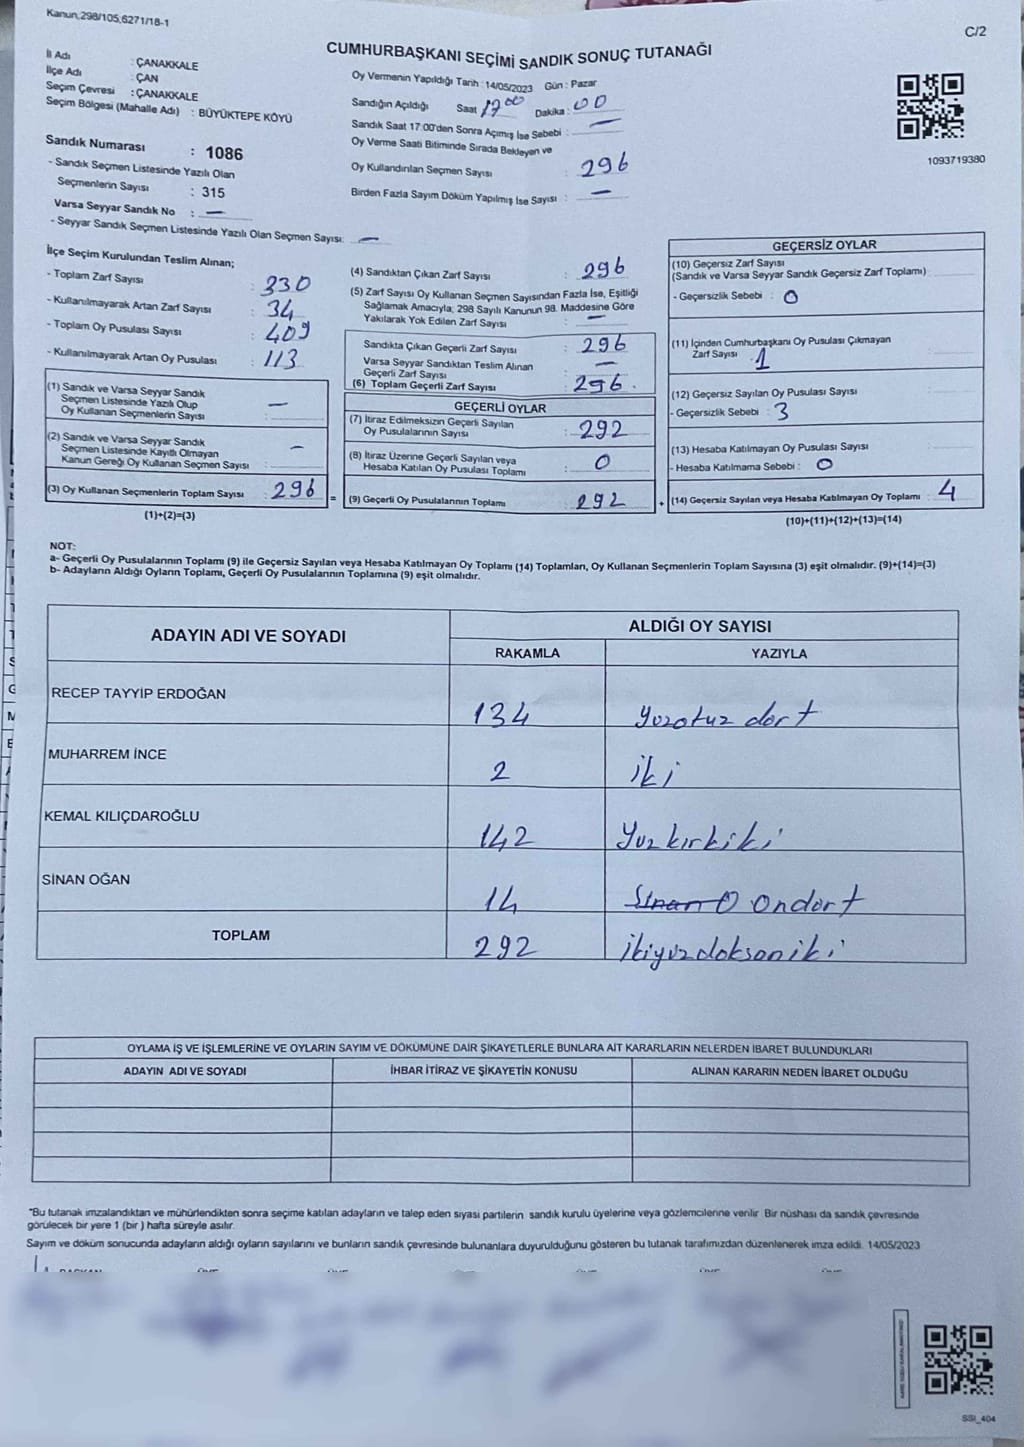 Kanun,298/105,6271/18-1
C/2
CUMHURBAŞKANI SEÇİMİ SANDIK SONUÇ TUTANAĞI
İl Adı : ÇANAKKALE
İlçe Adı : ÇAN
Seçim Çevresi : ÇANAKKALE
Seçim Bölgesi (Mahalle Adı) : BÜYÜKTEPE KÖYÜ
Sandık Numarası : 1086
- Sandık Seçmen Listesinde Yazılı Olan
Seçmenlerin Sayısı : 315
Varsa Seyyar Sandık No : —
- Seyyar Sandık Seçmen Listesinde Yazılı Olan Seçmen Sayısı: —
Oy Vermenin Yapıldığı Tarih : 14/05/2023 Gün : Pazar
Sandığın Açıldığı Saat 17 00 Dakika : 00
Sandık Saat 17:00'den Sonra Açımış İse Sebebi : —
Oy Verme Saati Bitiminde Sırada Bekleyen ve
Oy Kullandırılan Seçmen Sayısı : 296
Birden Fazla Sayım Döküm Yapılmış İse Sayısı : —
1093719380
İlçe Seçim Kurulundan Teslim Alınan;
- Toplam Zarf Sayısı : 330
- Kullanılmayarak Artan Zarf Sayısı : 34
- Toplam Oy Pusulası Sayısı : 409
- Kullanılmayarak Artan Oy Pusulası : 113
(1) Sandık ve Varsa Seyyar Sandık
Seçmen Listesinde Yazılı Olup
Oy Kullanan Seçmenlerin Sayısı : —
(2) Sandık ve Varsa Seyyar Sandık
Seçmen Listesinde Kayıtlı Olmayan
Kanun Gereği Oy Kullanan Seçmen Sayısı : —
(3) Oy Kullanan Seçmenlerin Toplam Sayısı : 296 =
(1)+(2)=(3)
(4) Sandıktan Çıkan Zarf Sayısı : 296
(5) Zarf Sayısı Oy Kullanan Seçmen Sayısından Fazla İse, Eşitliği
Sağlamak Amacıyla, 298 Sayılı Kanunun 98. Maddesine Göre
Yakılarak Yok Edilen Zarf Sayısı : —
Sandıkta Çıkan Geçerli Zarf Sayısı : 296
Varsa Seyyar Sandıktan Teslim Alınan
Geçerli Zarf Sayısı : —
(6) Toplam Geçerli Zarf Sayısı : 296.
GEÇERLİ OYLAR
(7) İtiraz Edilmeksizin Geçerli Sayılan
Oy Pusulalarının Sayısı : 292
(8) İtiraz Üzerine Geçerli Sayılan veya
Hesaba Katılan Oy Pusulası Toplamı : 0
(9) Geçerli Oy Pusulalarının Toplamı : 292 +
GEÇERSİZ OYLAR
(10) Geçersiz Zarf Sayısı
(Sandık ve Varsa Seyyar Sandık Geçersiz Zarf Toplamı) :
- Geçersizlik Sebebi : 0
(11) İçinden Cumhurbaşkanı Oy Pusulası Çıkmayan
Zarf Sayısı : 1
(12) Geçersiz Sayılan Oy Pusulası Sayısı :
- Geçersizlik Sebebi : 3
(13) Hesaba Katılmayan Oy Pusulası Sayısı :
- Hesaba Katılmama Sebebi : 0
(14) Geçersiz Sayılan veya Hesaba Katılmayan Oy Toplamı : 4
(10)+(11)+(12)+(13)=(14)
NOT:
a- Geçerli Oy Pusulalarının Toplamı (9) ile Geçersiz Sayılan veya Hesaba Katılmayan Oy Toplamı (14) Toplamları, Oy Kullanan Seçmenlerin Toplam Sayısına (3) eşit olmalıdır. (9)+(14)=(3)
b- Adayların Aldığı Oyların Toplamı, Geçerli Oy Pusulalarının Toplamına (9) eşit olmalıdır.
ADAYIN ADI VE SOYADI ALDIĞI OY SAYISI
RAKAMLA YAZIYLA
RECEP TAYYİP ERDOĞAN 134 yuzotuz dort
MUHARREM İNCE 2 iki
KEMAL KILIÇDAROĞLU 142 Yuz kırkiki
SİNAN OĞAN 14 Sinan O ondort
TOPLAM 292 ikiyuzdoksaniki
OYLAMA İŞ VE İŞLEMLERİNE VE OYLARIN SAYIM VE DÖKÜMÜNE DAİR ŞİKAYETLERLE BUNLARA AİT KARARLARIN NELERDEN İBARET BULUNDUKLARI
ADAYIN ADI VE SOYADI İHBAR İTİRAZ VE ŞİKAYETİN KONUSU ALINAN KARARIN NEDEN İBARET OLDUĞU
*Bu tutanak imzalandıktan ve mühürlendikten sonra seçime katılan adayların ve talep eden siyasi partilerin sandık kurulu üyelerine veya gözlemcilerine verilir. Bir nüshası da sandık çevresinde
görülecek bir yere 1 (bir ) hafta süreyle asılır.
Sayım ve döküm sonucunda adayların aldığı oyların sayılarını ve bunların sandık çevresinde bulunanlara duyurulduğunu gösteren bu tutanak tarafımızdan düzenlenerek imza edildi. 14/05/2023
SSI_404